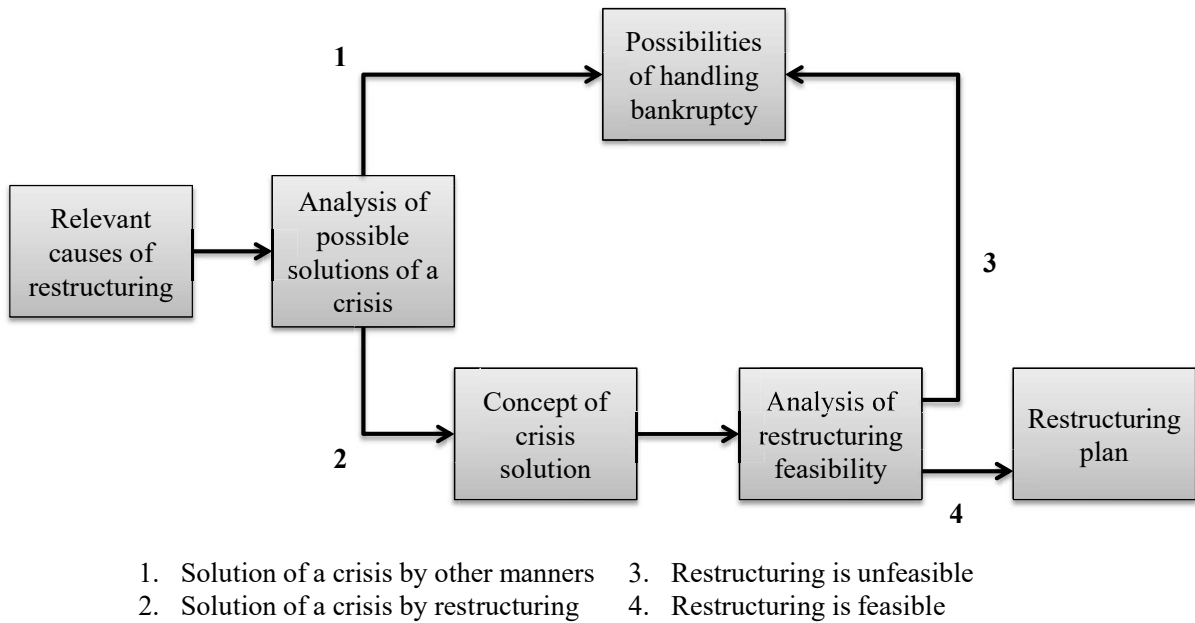 1
Possibilities
of handling
bankruptcy
Relevant
causes of
restructuring
Analysis of
possible
solutions of a
crisis
3
2
Concept of
crisis
solution
Analysis of
restructuring
feasibility
Restructuring
plan
4
1. Solution of a crisis by other manners
2. Solution of a crisis by restructuring
3. Restructuring is unfeasible
4. Restructuring is feasible